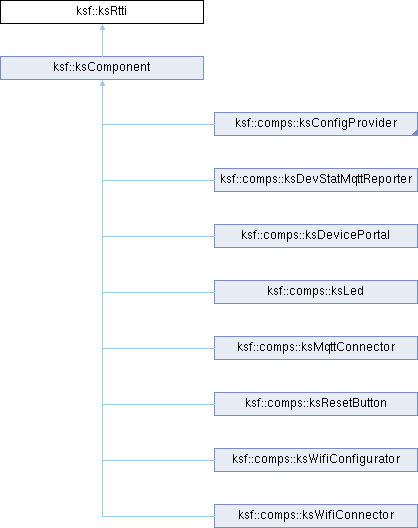 ksf::ksRtti
ksf::ksComponent
ksf::comps::ksConfigProvider
ksf::comps::ksDevStatMqttReporter
ksf::comps::ksDevicePortal
ksf::comps::ksLed
ksf::comps::ksMqttConnector
ksf::comps::ksResetButton
ksf::comps::ksWifiConfigurator
ksf::comps::ksWifiConnector